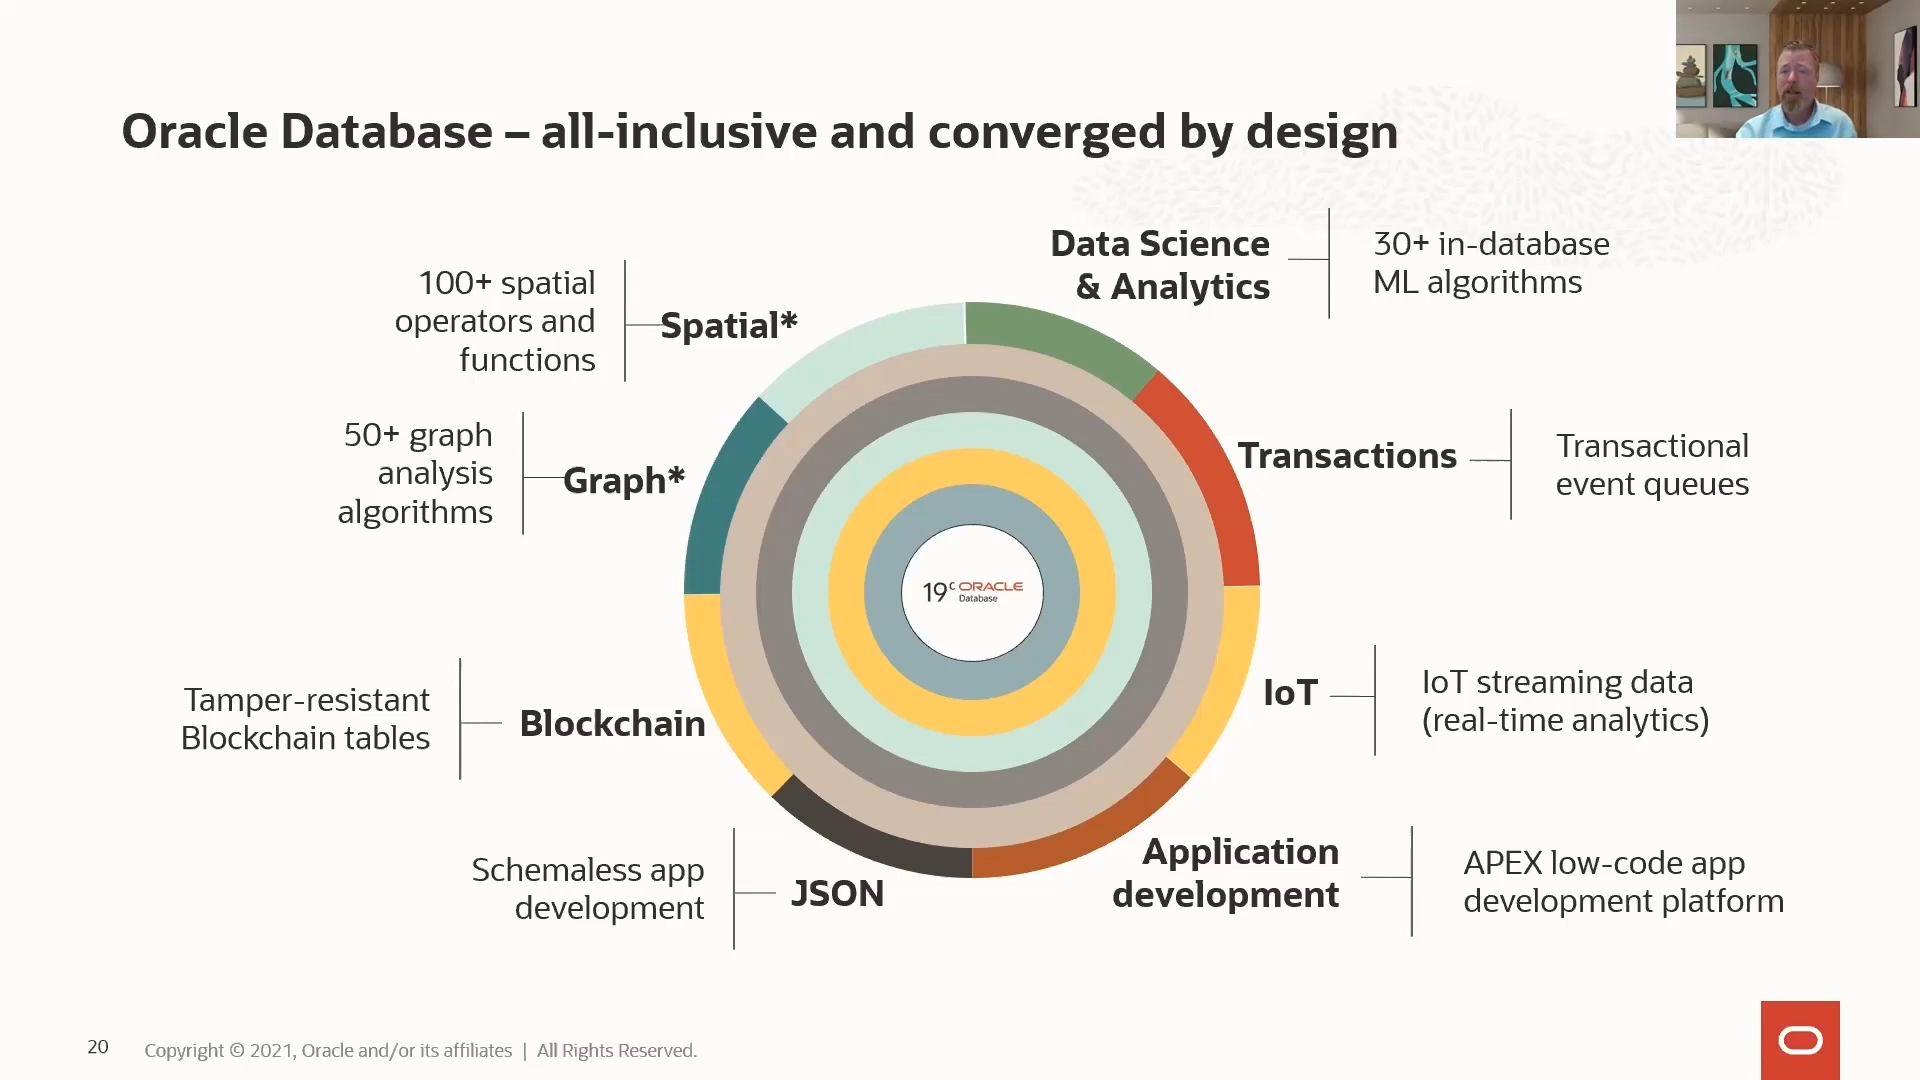 Oracle Database – all-inclusive and converged by design
Data Science
& Analytics
30+ in-database
ML algorithms
100+ spatial
operators and
functions
Spatial*
50+ graph
analysis
algorithms
Graph*
Transactions
Transactional
event queues
19c ORACLE
Database
Tamper-resistant
Blockchain tables
Blockchain
IoT
IoT streaming data
(real-time analytics)
Schemaless app
development
JSON
Application
development
APEX low-code app
development platform
20
Copyright © 2021, Oracle and/or its affiliates | All Rights Reserved.